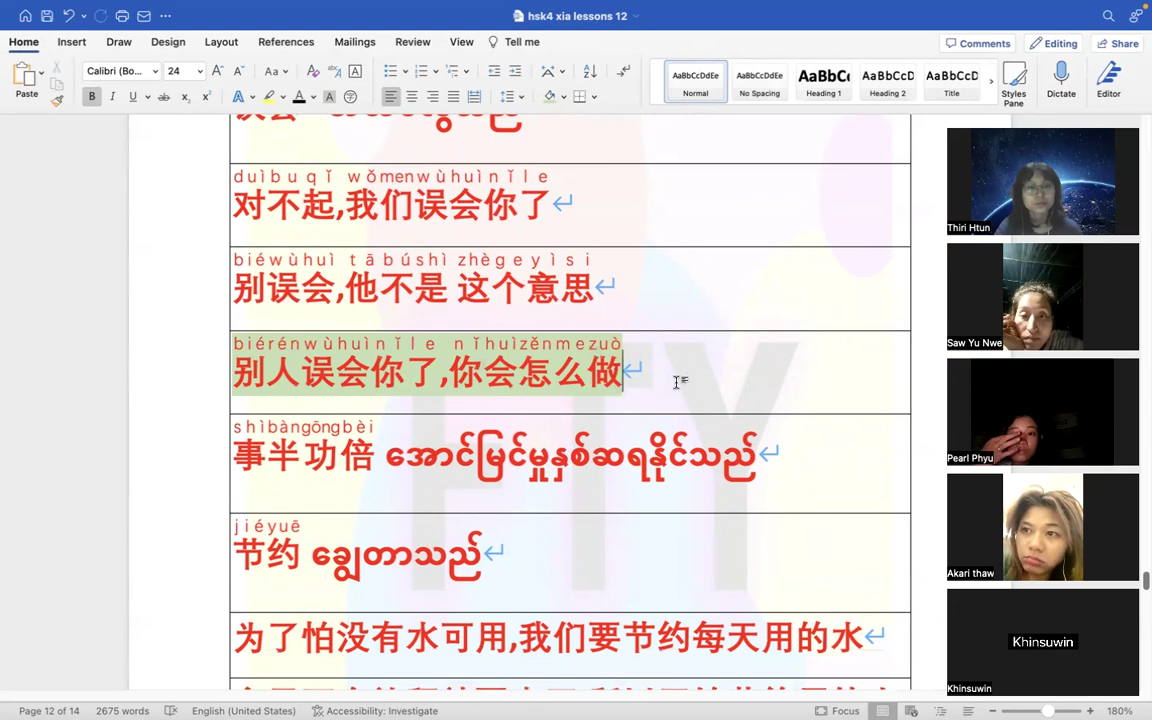 hsk4 xia lessons 12
Home Insert Draw Design Layout References Mailings Review View Tell me
Comments Editing Share
Paste
Calibri (Bo... 24
AaBbCcDdEe AaBbCcDdEe AaBbC AaBbCcD AaBbCcD
Normal No Spacing Heading 1 Heading 2 Title
Styles Pane
Dictate
Editor
duìbuqǐ wǒmenwùhuìnǐle
对不起,我们误会你了
biéwùhuì tābúshì zhègeyìsi
别误会,他不是 这个意思
biérénwùhuìnǐle nǐhuìzěnmezuò
别人误会你了,你会怎么做
shìbàngōngbèi
事半功倍 အောင်မြင်မှုနှစ်ဆရနိုင်သည်
jiéyuē
节约 ချွေတာသည်
为了怕没有水可用,我们要节约每天用的水
PTY
Thiri Htun
Saw Yu Nwe
Pearl Phyu
Akari thaw
Khinsuwin
Khinsuwin
Page 12 of 14 2675 words English (United States) Accessibility: Investigate Focus 180%